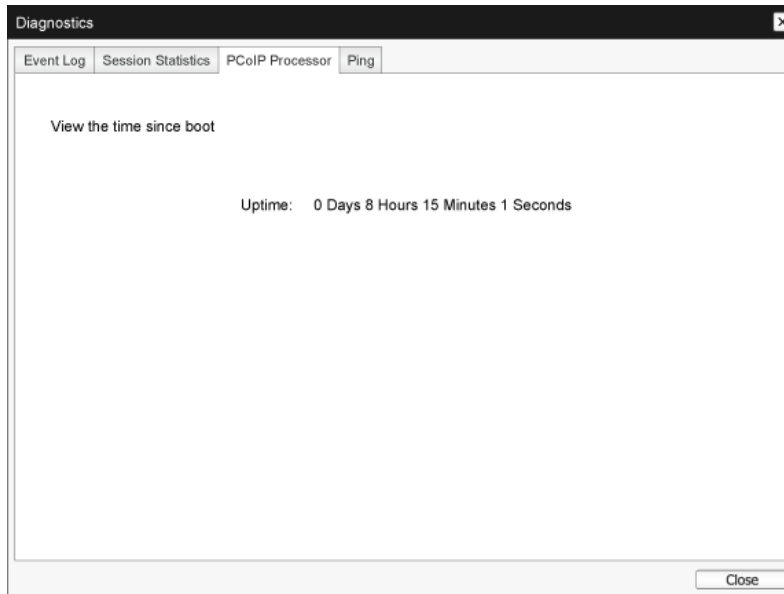 Diagnostics
Event Log Session Statistics PCoIP Processor Ping
View the time since boot
Uptime: 0 Days 8 Hours 15 Minutes 1 Seconds
Close